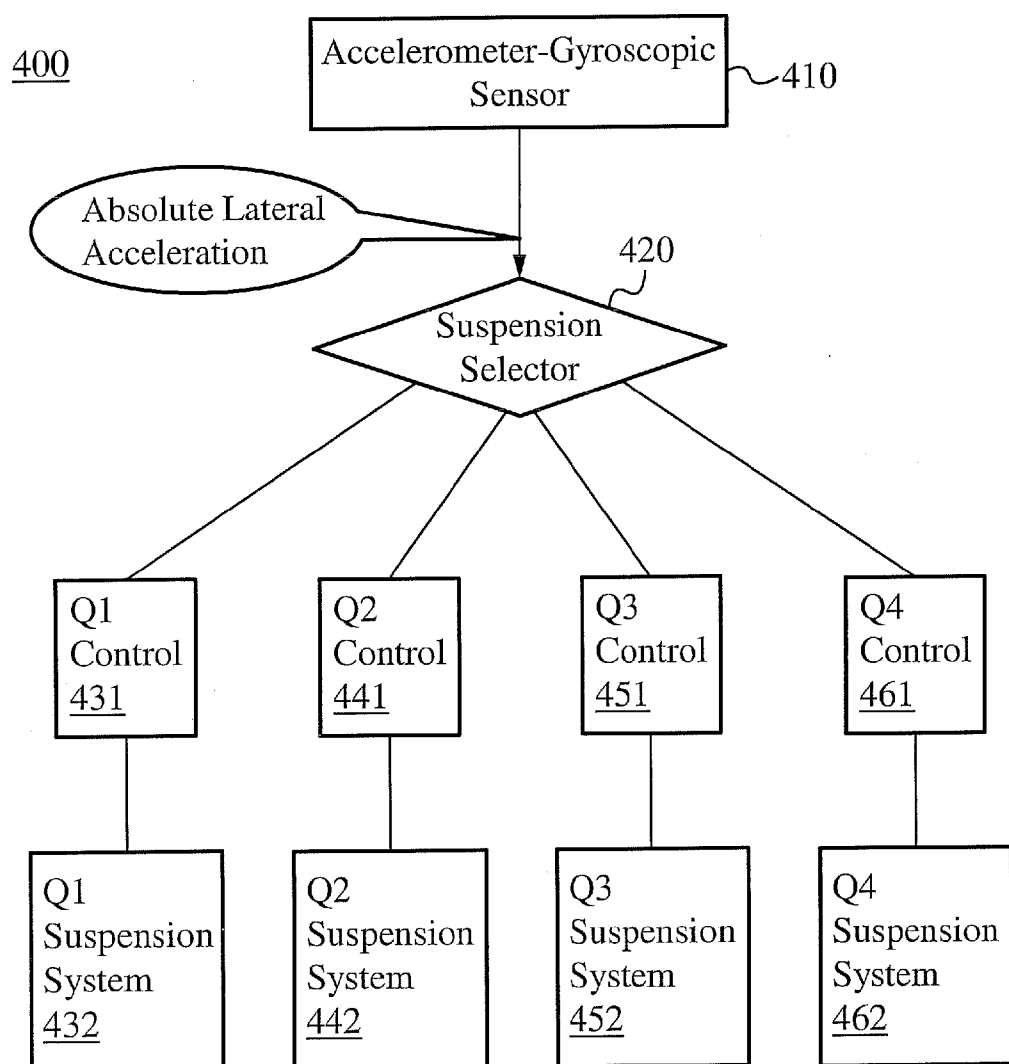 400
Accelerometer-Gyroscopic
Sensor
410
Absolute Lateral
Acceleration
420
Suspension
Selector
Q1
Control
431
Q2
Control
441
Q3
Control
451
Q4
Control
461
Q1
Suspension
System
432
Q2
Suspension
System
442
Q3
Suspension
System
452
Q4
Suspension
System
462